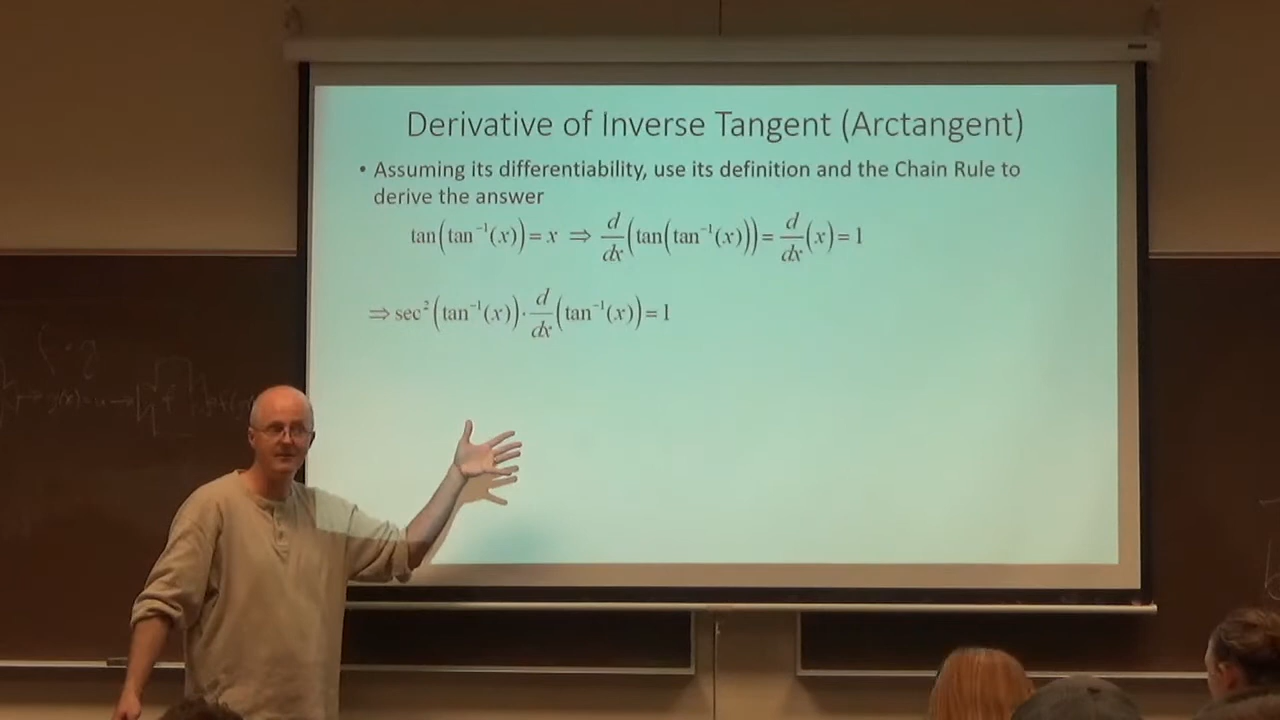 Derivative of Inverse Tangent (Arctangent)
• Assuming its differentiability, use its definition and the Chain Rule to
derive the answer
tan(tan⁻¹(x)) = x ⇒ d/dx (tan(tan⁻¹(x))) = d/dx (x) = 1
⇒ sec²(tan⁻¹(x)) · d/dx (tan⁻¹(x)) = 1